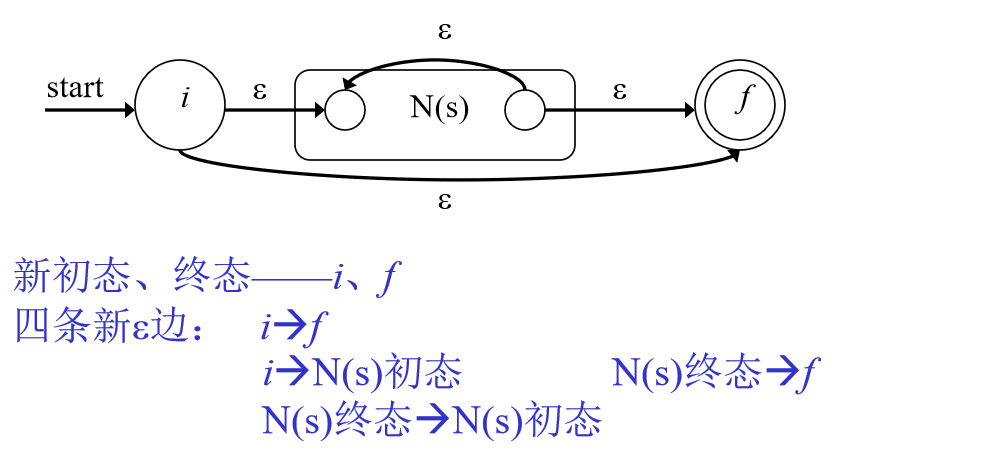 ε
start
i
ε
N(s)
ε
f
ε
新初态、终态——i、f
四条新ε边: i→f
i→N(s)初态 N(s)终态→f
N(s)终态→N(s)初态